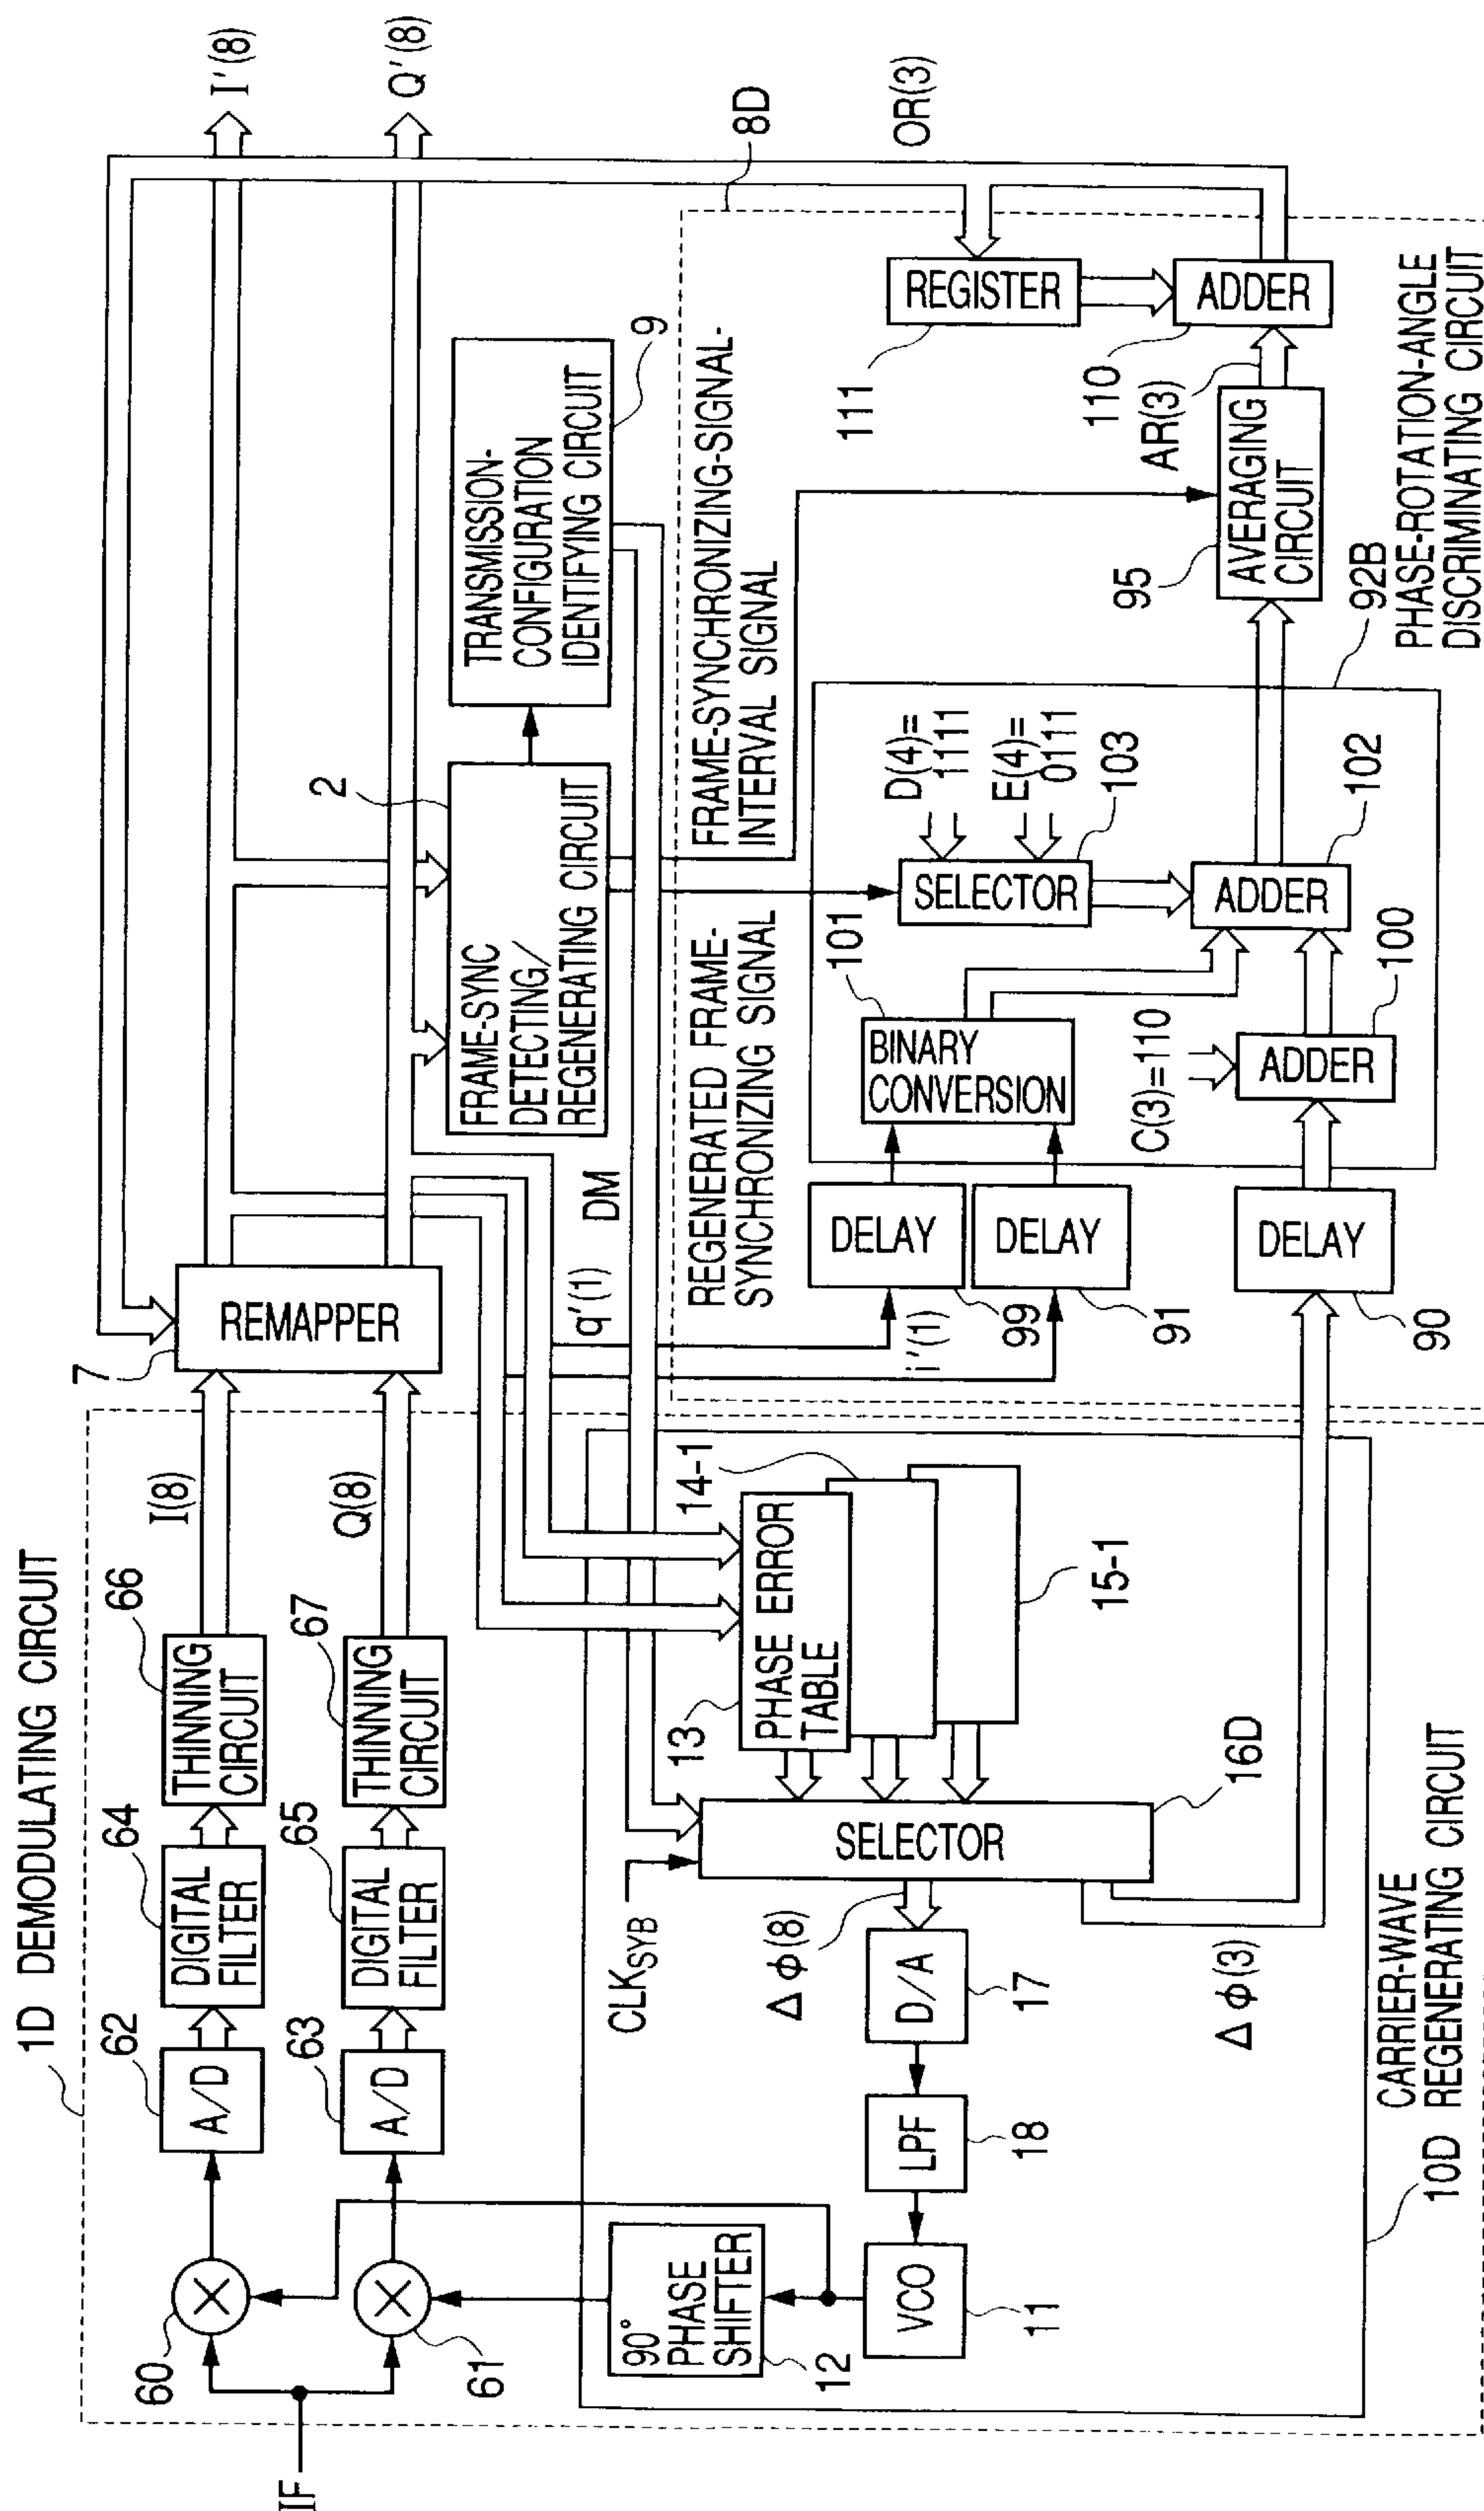 1D DEMODULATING CIRCUIT
IF
60
61
62
A/D
63
A/D
64
DIGITAL
FILTER
65
DIGITAL
FILTER
66
THINNING
CIRCUIT
67
THINNING
CIRCUIT
I(8)
Q(8)
7
REMAPPER
I'(8)
Q'(8)
90°
PHASE
SHIFTER
12
VCO
11
LPF
18
D/A
17
CLKSYB
Δφ(8)
Δφ(3)
SELECTOR
16D
13
PHASE ERROR
TABLE
14-1
15-1
CARRIER-WAVE
10D REGENERATING CIRCUIT
2
FRAME-SYNC
DETECTING/
REGENERATING CIRCUIT
TRANSMISSION-
CONFIGURATION
IDENTIFYING CIRCUIT
9
q'(1)
DM
i'(1)
REGENERATED FRAME-
SYNCHRONIZING SIGNAL
FRAME-SYNCHRONIZING-SIGNAL-
INTERVAL SIGNAL
8D
OR(3)
DELAY
99
DELAY
91
DELAY
90
101
BINARY
CONVERSION
C(3)=110
ADDER
100
SELECTOR
D(4)=
1111
E(4)=
0111
103
ADDER
102
92B
PHASE-ROTATION-ANGLE
DISCRIMINATING CIRCUIT
95
AVERAGING
CIRCUIT
AR(3)
110
ADDER
111
REGISTER